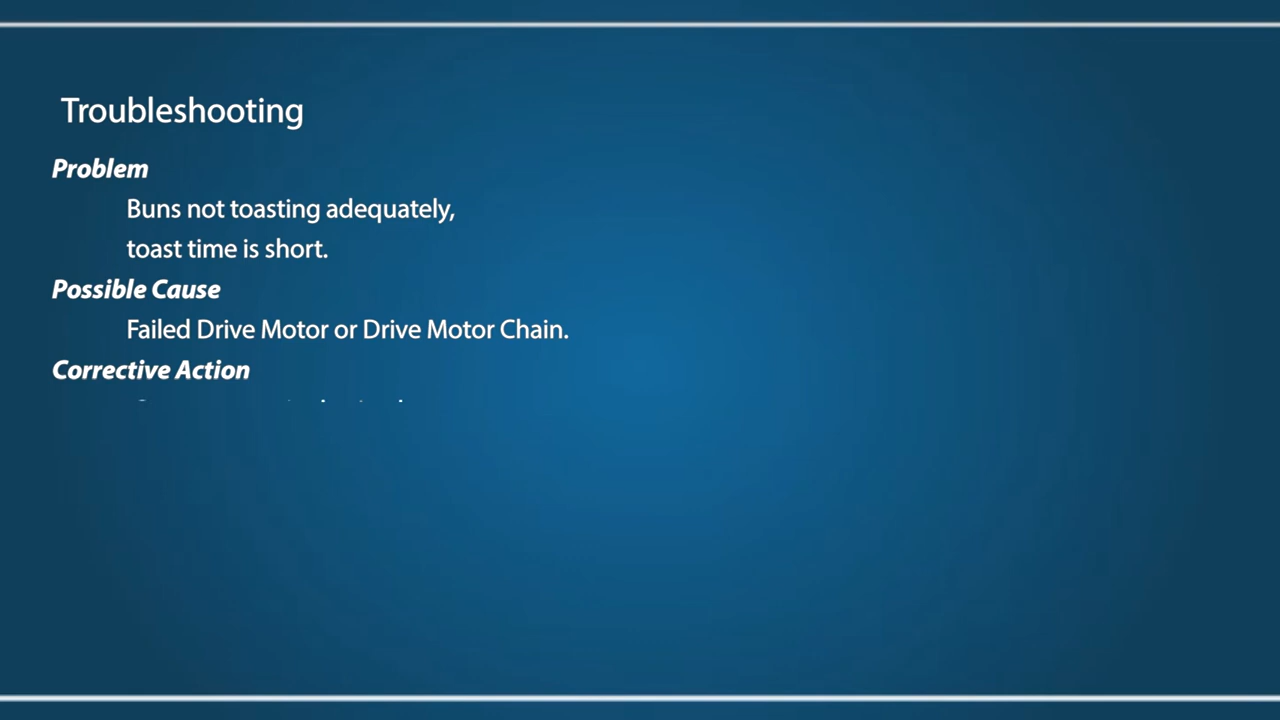 Troubleshooting
Problem
Buns not toasting adequately,
toast time is short.
Possible Cause
Failed Drive Motor or Drive Motor Chain.
Corrective Action